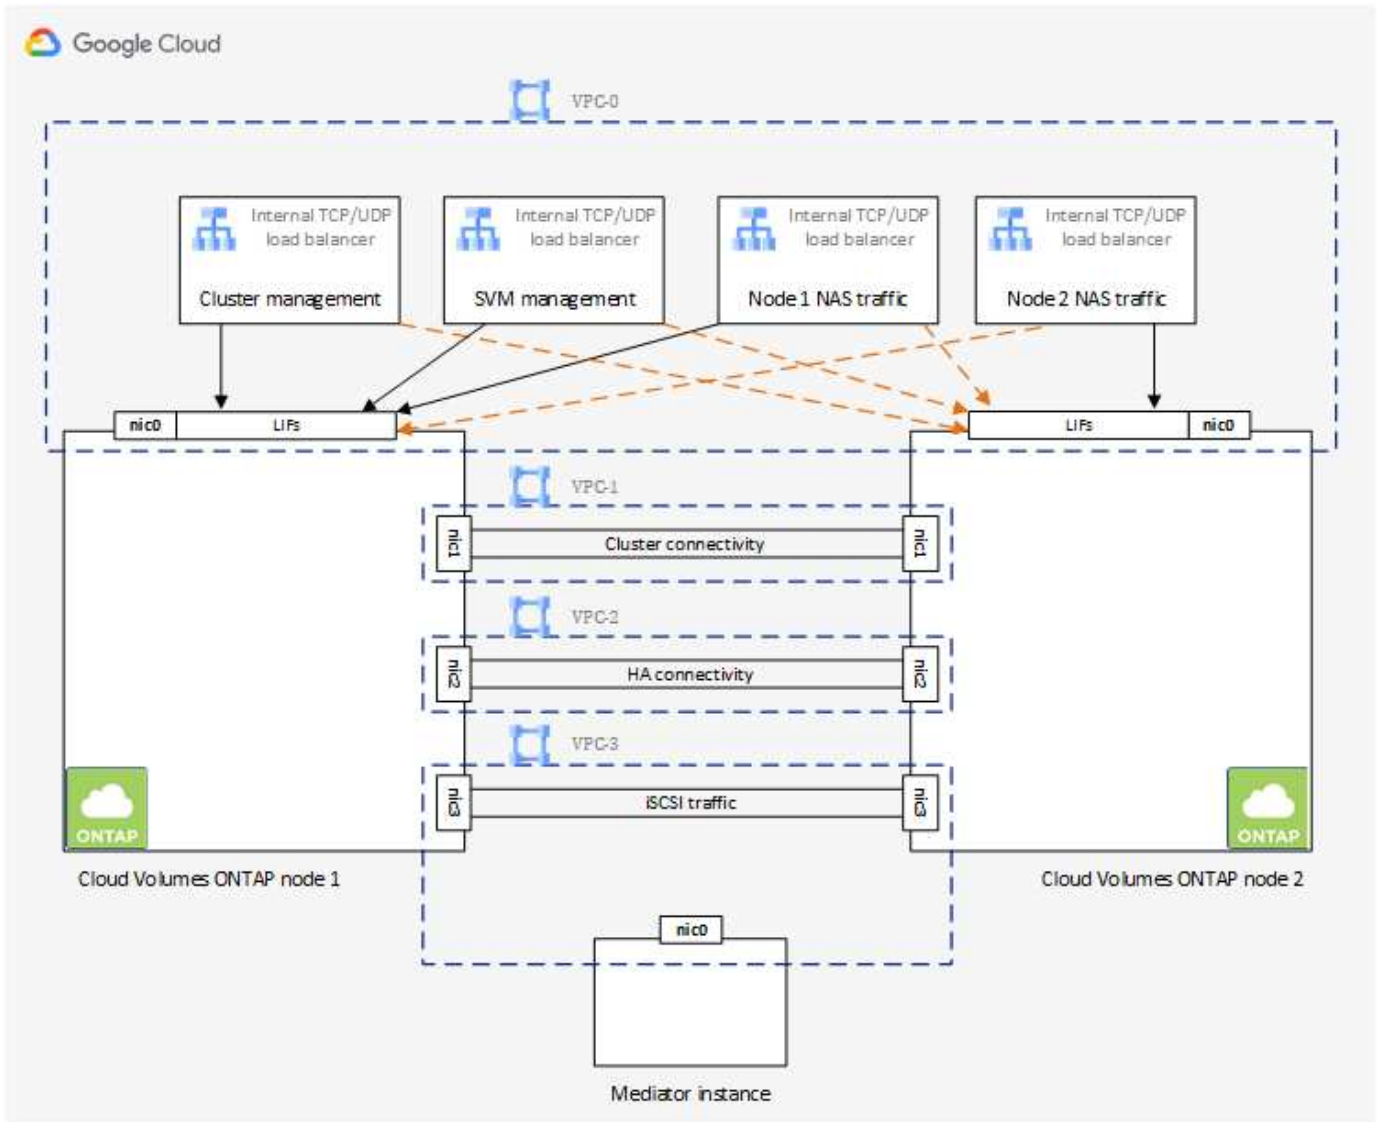 Google Cloud
VPC-0
Internal TCP/UDP
load balancer
Cluster management
Internal TCP/UDP
load balancer
SVM management
Internal TCP/UDP
load balancer
Node 1 NAS traffic
Internal TCP/UDP
load balancer
Node 2 NAS traffic
nic0
LIFs
LIFs
nic0
VPC-1
nic1
Cluster connectivity
nic1
VPC-2
nic2
HA connectivity
nic2
VPC-3
nic3
iSCSI traffic
nic3
ONTAP
ONTAP
Cloud Volumes ONTAP node 1
Cloud Volumes ONTAP node 2
nic0
Mediator instance